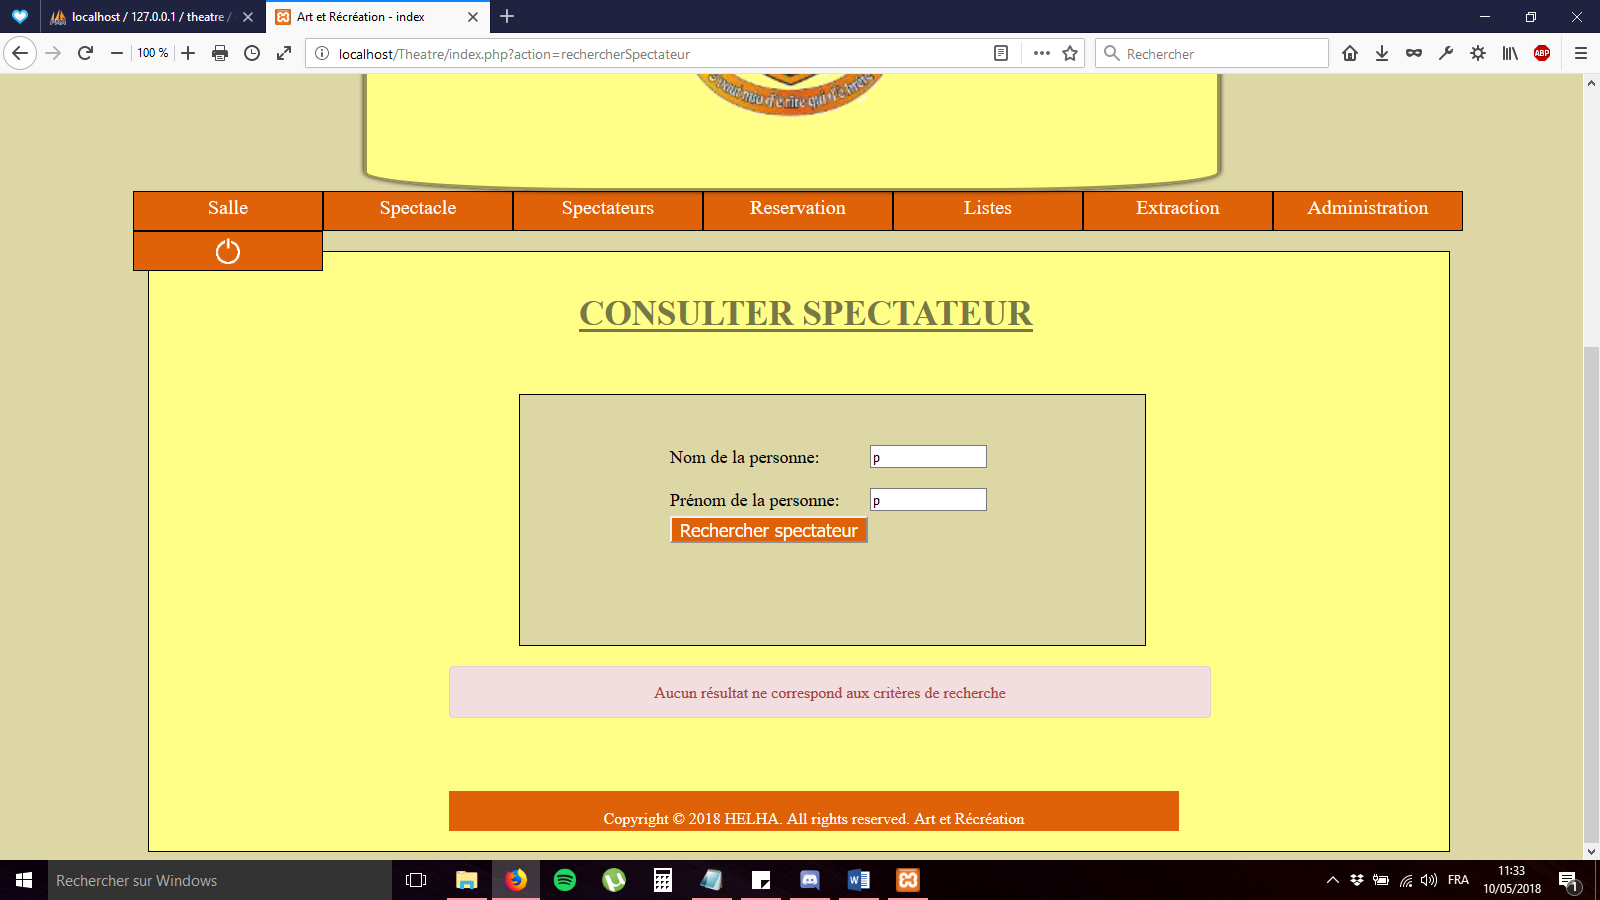 localhost / 127.0.0.1 / theatre /
Art et Récréation - index
100 %
localhost/Theatre/index.php?action=rechercherSpectateur
Rechercher
ABP
qui d'
Salle
Spectacle
Spectateurs
Reservation
Listes
Extraction
Administration
CONSULTER SPECTATEUR
Nom de la personne:
p
Prénom de la personne:
p
Rechercher spectateur
Aucun résultat ne correspond aux critères de recherche
Copyright © 2018 HELHA. All rights reserved. Art et Récréation
Rechercher sur Windows
FRA
11:33
10/05/2018
1